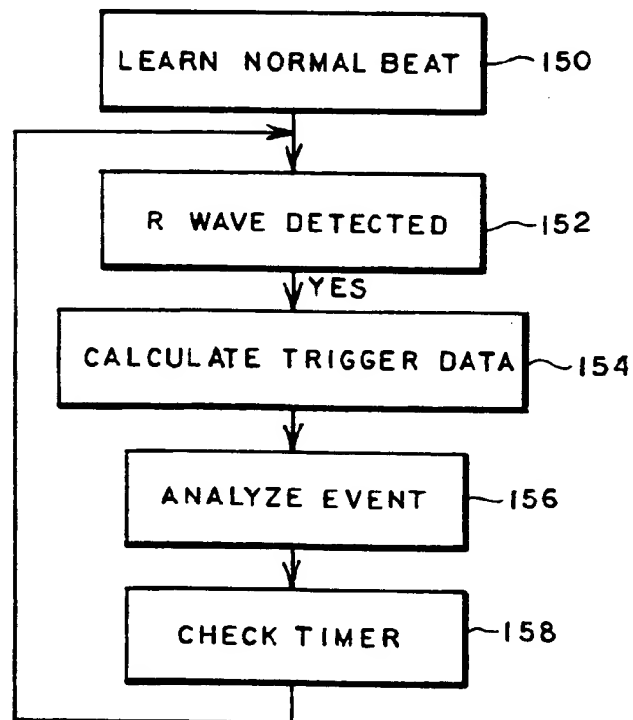 LEARN NORMAL BEAT 150
R WAVE DETECTED 152
YES
CALCULATE TRIGGER DATA 154
ANALYZE EVENT 156
CHECK TIMER 158